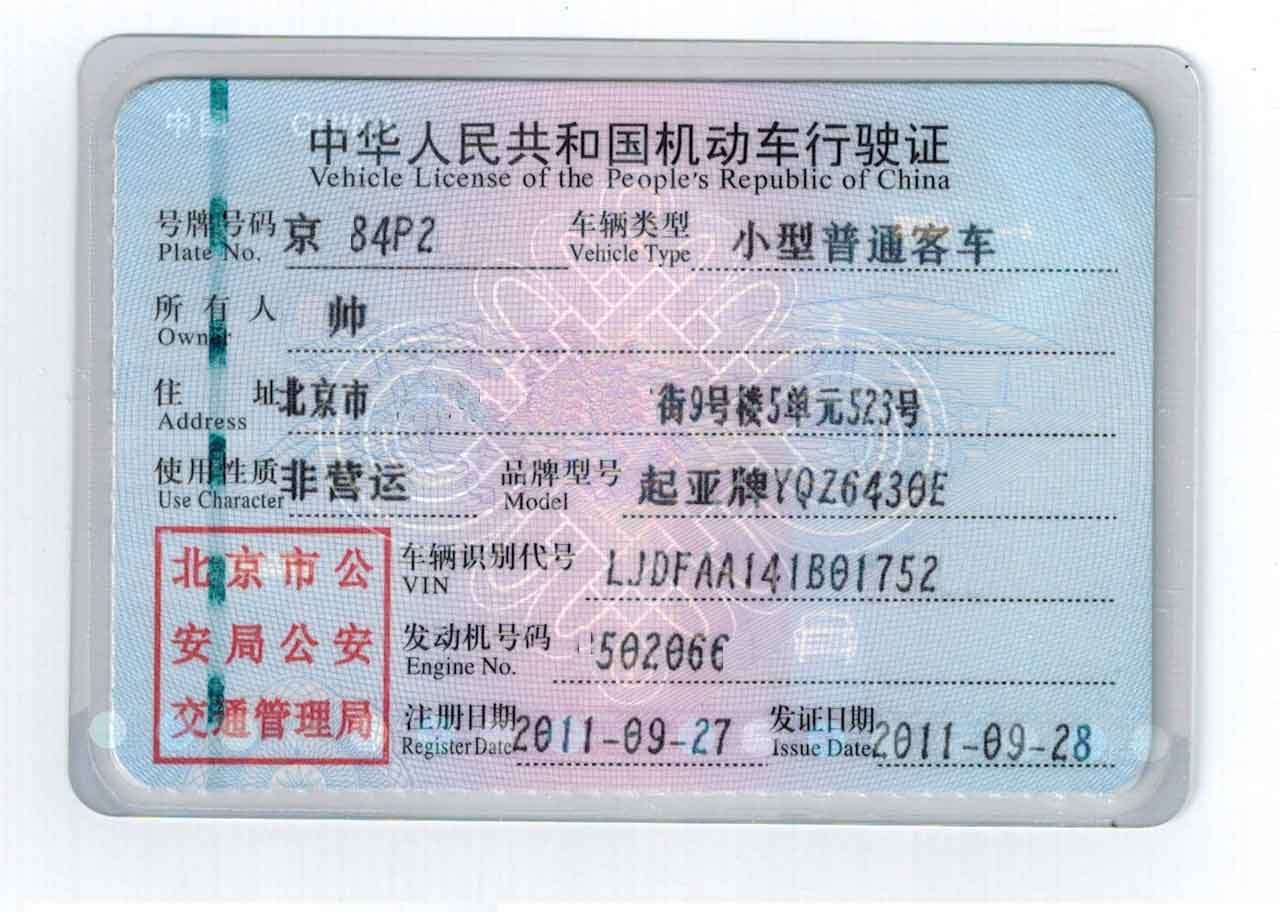 中华人民共和国机动车行驶证
Vehicle License of the People's Republic of China
号牌号码 京 84P2 车辆类型 小型普通客车
Plate No. Vehicle Type
所有人 帅
Owner
住址 北京市 街9号楼5单元523号
Address
使用性质 非营运 品牌型号 起亚牌YQZ6430E
Use Character Model
车辆识别代号 LJDFAA141B01752
VIN
发动机号码 502066
Engine No.
注册日期 2011-09-27 发证日期 2011-09-28
Register Date Issue Date
北京市公
安局公安
交通管理局